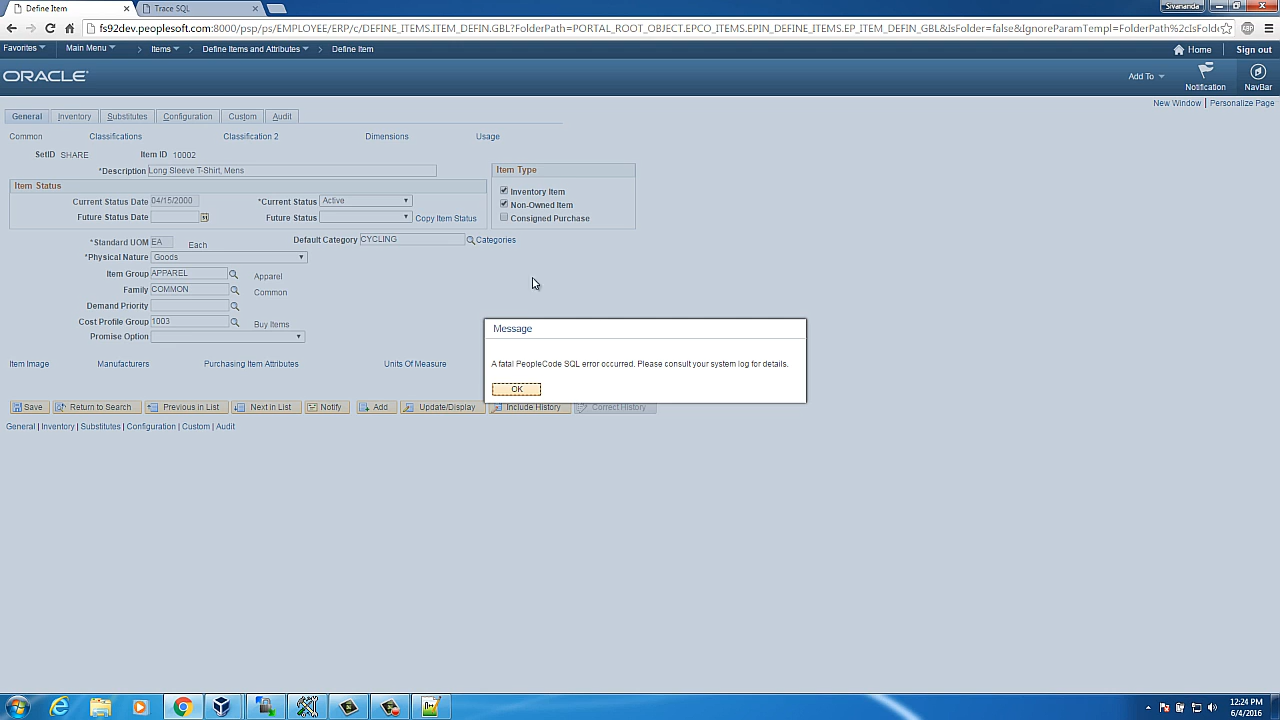 Define Item
Trace SQL
Sivananda
fs92dev.peoplesoft.com:8000/psp/ps/EMPLOYEE/ERP/c/DEFINE_ITEMS.ITEM_DEFIN.GBL?FolderPath=PORTAL_ROOT_OBJECT.EPCO_ITEMS.EPIN_DEFINE_ITEMS.EP_ITEM_DEFIN_GBL&IsFolder=false&IgnoreParamTempl=FolderPath%2cIsFolde
Favorites Main Menu > Items > Define Items and Attributes > Define Item
Home Sign out
ORACLE
Add To
Notification
NavBar
New Window | Personalize Page
General Inventory Substitutes Configuration Custom Audit
Common Classifications Classification 2 Dimensions Usage
SetID SHARE Item ID 10002
*Description Long Sleeve T-Shirt, Mens
Item Status
Current Status Date 04/15/2000 *Current Status Active
Future Status Date 31 Future Status Copy Item Status
Item Type
Inventory Item
Non-Owned Item
Consigned Purchase
*Standard UOM EA Each Default Category CYCLING Categories
*Physical Nature Goods
Item Group APPAREL Apparel
Family COMMON Common
Demand Priority
Cost Profile Group 1003 Buy Items
Promise Option
Message
A fatal PeopleCode SQL error occurred. Please consult your system log for details.
OK
Item Image Manufacturers Purchasing Item Attributes Units Of Measure
Save Return to Search Previous in List Next in List Notify Add Update/Display Include History Correct History
General | Inventory | Substitutes | Configuration | Custom | Audit
12:24 PM
6/4/2016